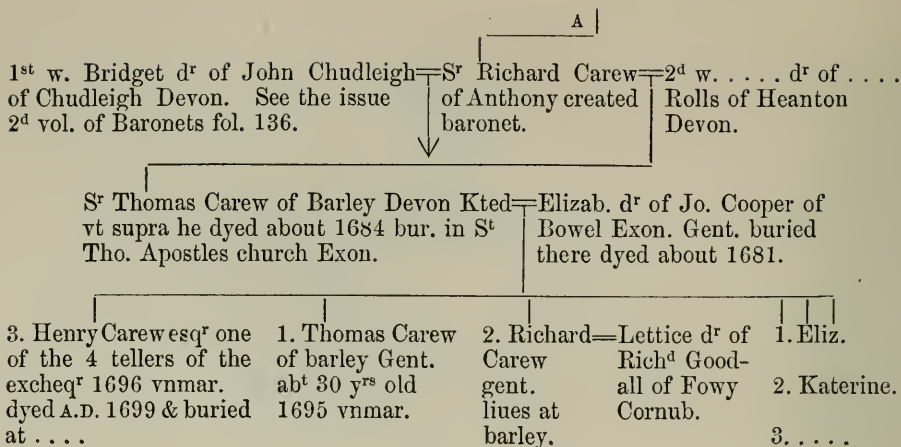 A
1st w. Bridget dr of John Chudleigh
of Chudleigh Devon. See the issue
2d vol. of Baronets fol. 136.
Sr Richard Carew
of Anthony created
baronet.
2d w. . . . . . dr of . . . .
Rolls of Heanton
Devon.
Sr Thomas Carew of Barley Devon Kted
vt supra he dyed about 1684 bur. in St
Tho. Apostles church Exon.
Elizab. dr of Jo. Cooper of
Bowel Exon. Gent. buried
there dyed about 1681.
3. Henry Carew esqr one
of the 4 tellers of the
excheqr 1696 vnmar.
dyed A.D. 1699 & buried
at . . . .
1. Thomas Carew
of barley Gent.
abt 30 yrs old
1695 vnmar.
2. Richard
Carew
gent.
liues at
barley.
Lettice dr of
Richd Good-
all of Fowy
Cornub.
1. Eliz.
2. Katerine.
3. . . . .